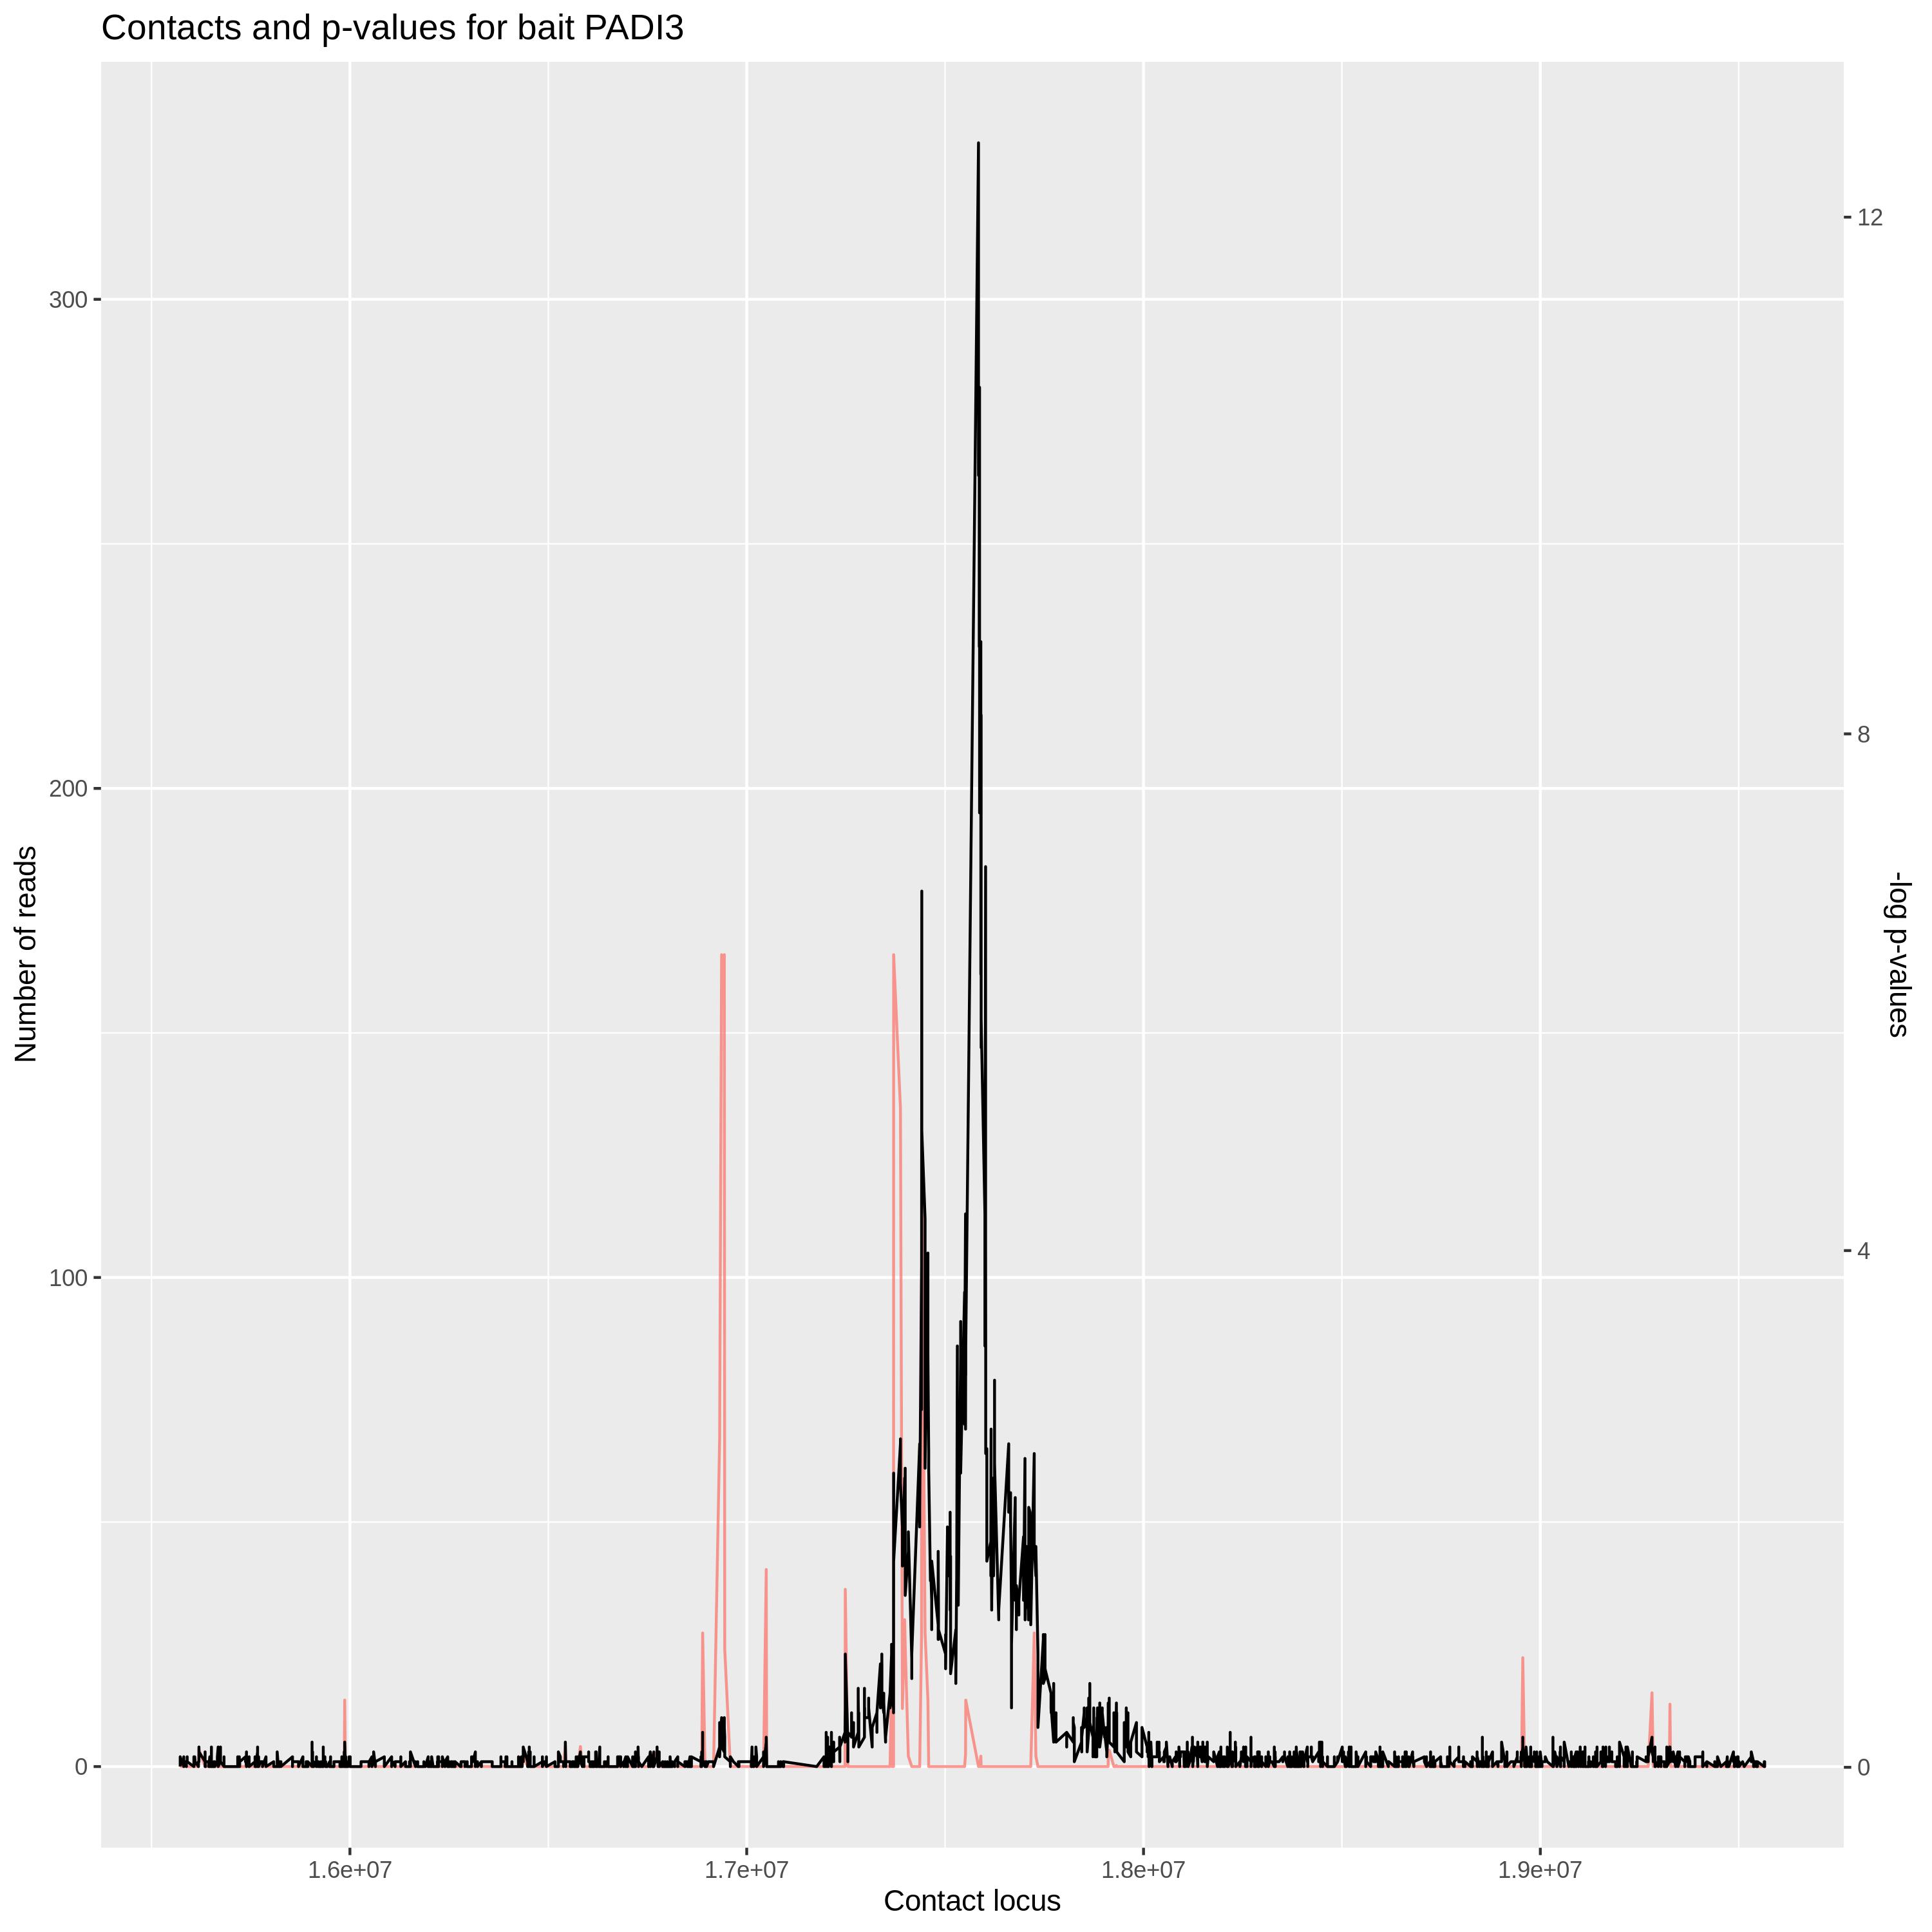 Contacts and p-values for bait PADI3
Number of reads
300
200
100
0
12
8
4
0
-log p-values
1.6e+07
1.7e+07
1.8e+07
1.9e+07
Contact locus